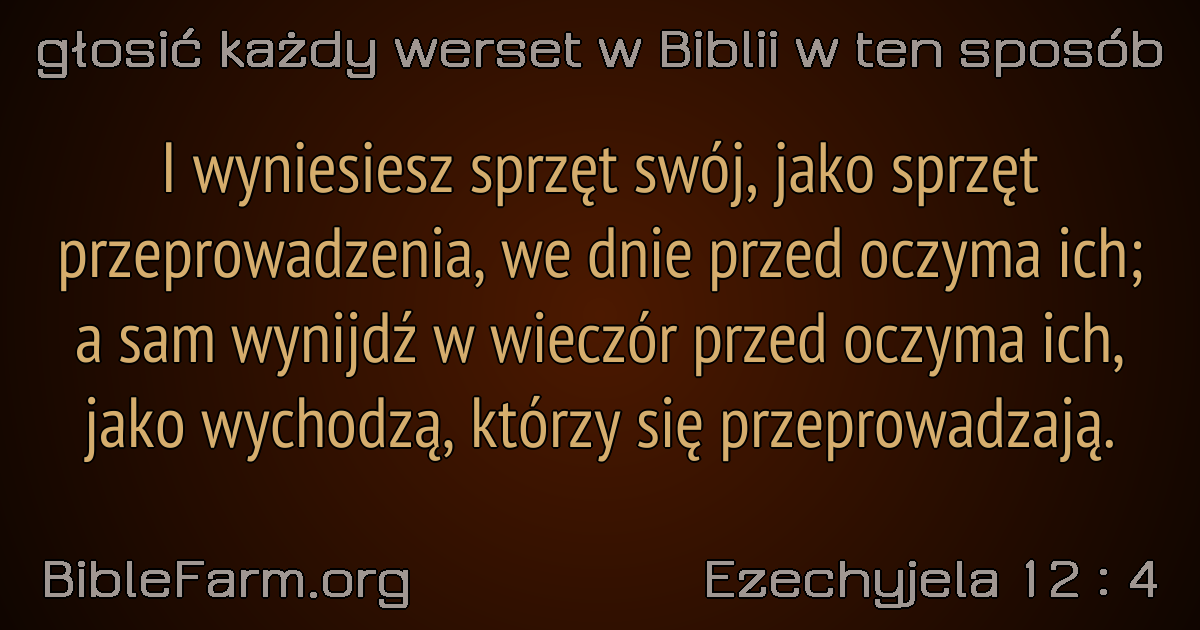 głosić każdy werset w Biblii w ten sposób
I wyniesiesz sprzęt swój, jako sprzęt
przeprowadzenia, we dnie przed oczyma ich;
a sam wynijdź w wieczór przed oczyma ich,
jako wychodzą, którzy się przeprowadzają.
BibleFarm.org
Ezechyjela 12 : 4